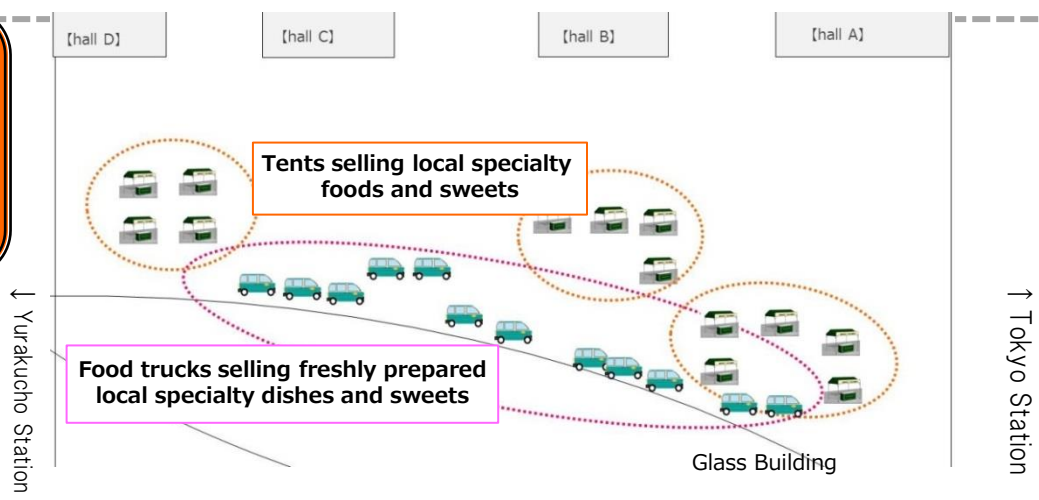 【hall D】
【hall C】
【hall B】
【hall A】
Tents selling local specialty
foods and sweets
Food trucks selling freshly prepared
local specialty dishes and sweets
← Yurakucho Station
→ Tokyo Station
Glass Building